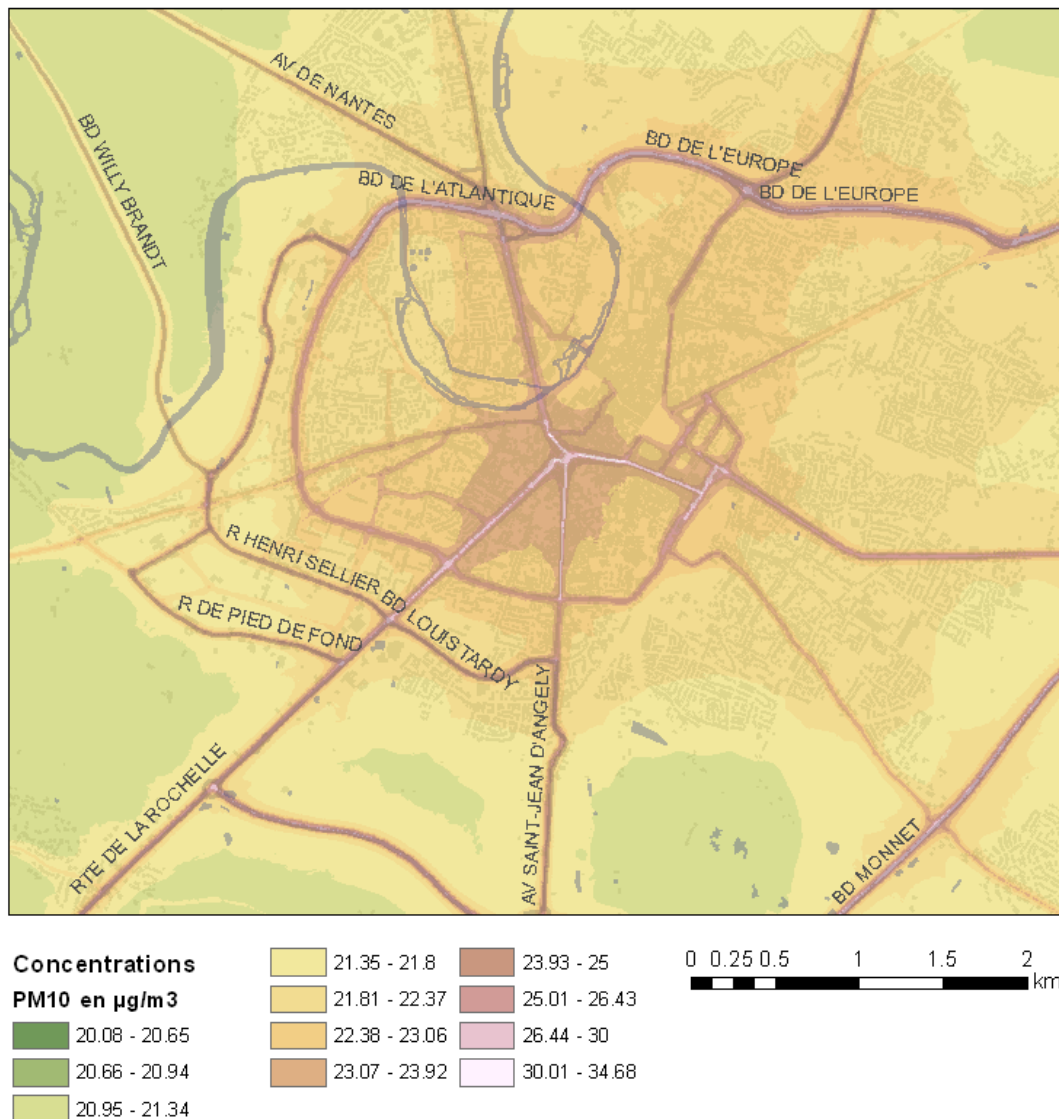 AV DE NANTES
BD WILLY BRANDT
BD DE L'EUROPE
BD DE L'ATLANTIQUE
BD DE L'EUROPE
R HENRI SELLIER
BD LOUIS TARDY
R DE PIED DE FOND
AV SAINT-JEAN D'ANGELY
RTE DE LA ROCHELLE
BD MONNET
Concentrations
PM10 en µg/m3
20.08 - 20.65
20.66 - 20.94
20.95 - 21.34
21.35 - 21.8
21.81 - 22.37
22.38 - 23.06
23.07 - 23.92
23.93 - 25
25.01 - 26.43
26.44 - 30
30.01 - 34.68
0 0.25 0.5 1 1.5 2
km